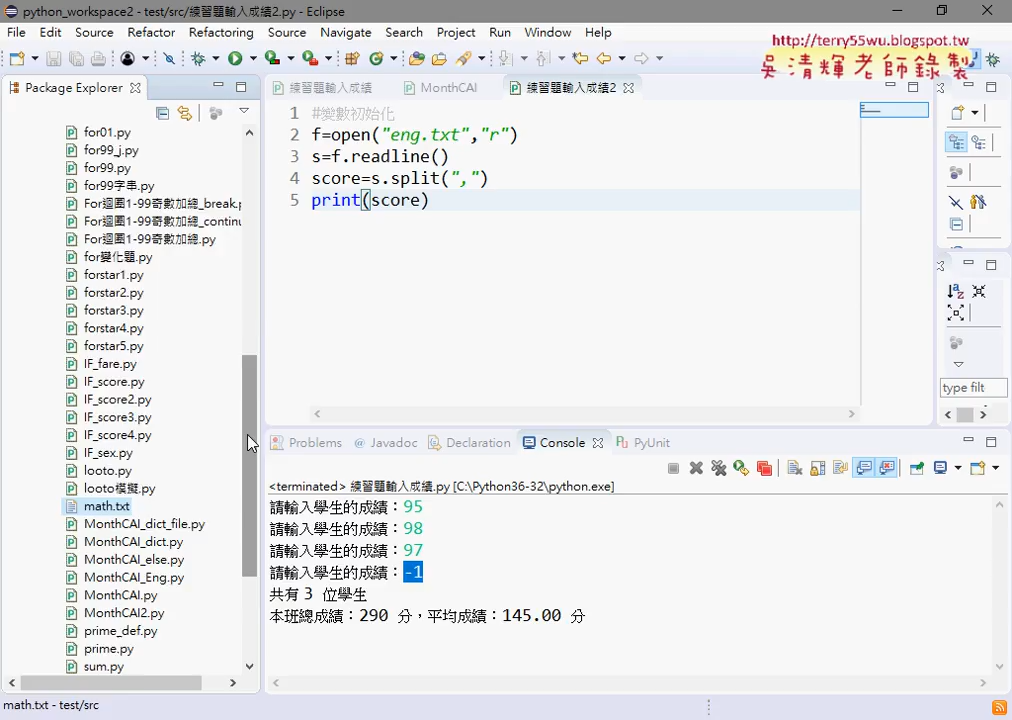 python_workspace2 - test/src/練習題輸入成績2.py - Eclipse
File Edit Source Refactor Refactoring Source Navigate Search Project Run Window Help
http://terry55wu.blogspot.tw
吳清輝老師錄製
Package Explorer
練習題輸入成績 MonthCAI 練習題輸入成績2
1 #變數初始化
2 f=open("eng.txt","r")
3 s=f.readline()
4 score=s.split(",")
5 print(score)
for01.py
for99_j.py
for99.py
for99字串.py
For迴圈1-99奇數加總_break.p
For迴圈1-99奇數加總_continu
For迴圈1-99奇數加總.py
for變化題.py
forstar1.py
forstar2.py
forstar3.py
forstar4.py
forstar5.py
IF_fare.py
IF_score.py
IF_score2.py
IF_score3.py
IF_score4.py
IF_sex.py
looto.py
looto模擬.py
math.txt
MonthCAI_dict_file.py
MonthCAI_dict.py
MonthCAI_else.py
MonthCAI_Eng.py
MonthCAI.py
MonthCAI2.py
prime_def.py
prime.py
sum.py
type filt
Problems Javadoc Declaration Console PyUnit
<terminated> 練習題輸入成績.py [C:\Python36-32\python.exe]
請輸入學生的成績：95
請輸入學生的成績：98
請輸入學生的成績：97
請輸入學生的成績：-1
共有 3 位學生
本班總成績：290 分，平均成績：145.00 分
math.txt - test/src